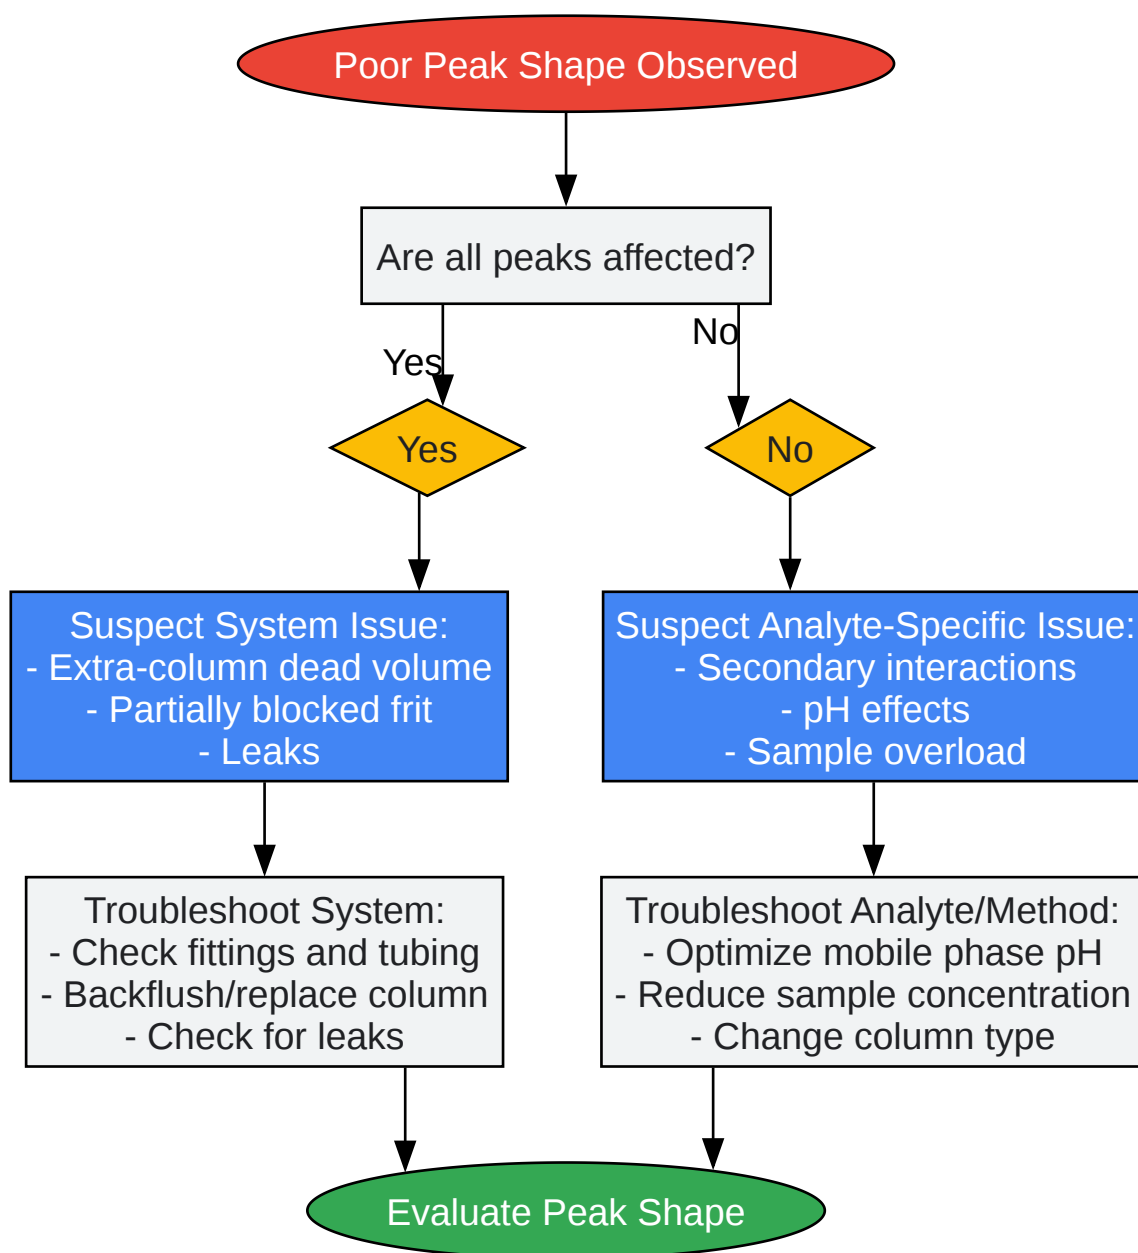 Poor Peak Shape Observed
Are all peaks affected?
Yes
No
Yes
No
Suspect System Issue:
- Extra-column dead volume
- Partially blocked frit
- Leaks
Suspect Analyte-Specific Issue:
- Secondary interactions
- pH effects
- Sample overload
Troubleshoot System:
- Check fittings and tubing
- Backflush/replace column
- Check for leaks
Troubleshoot Analyte/Method:
- Optimize mobile phase pH
- Reduce sample concentration
- Change column type
Evaluate Peak Shape